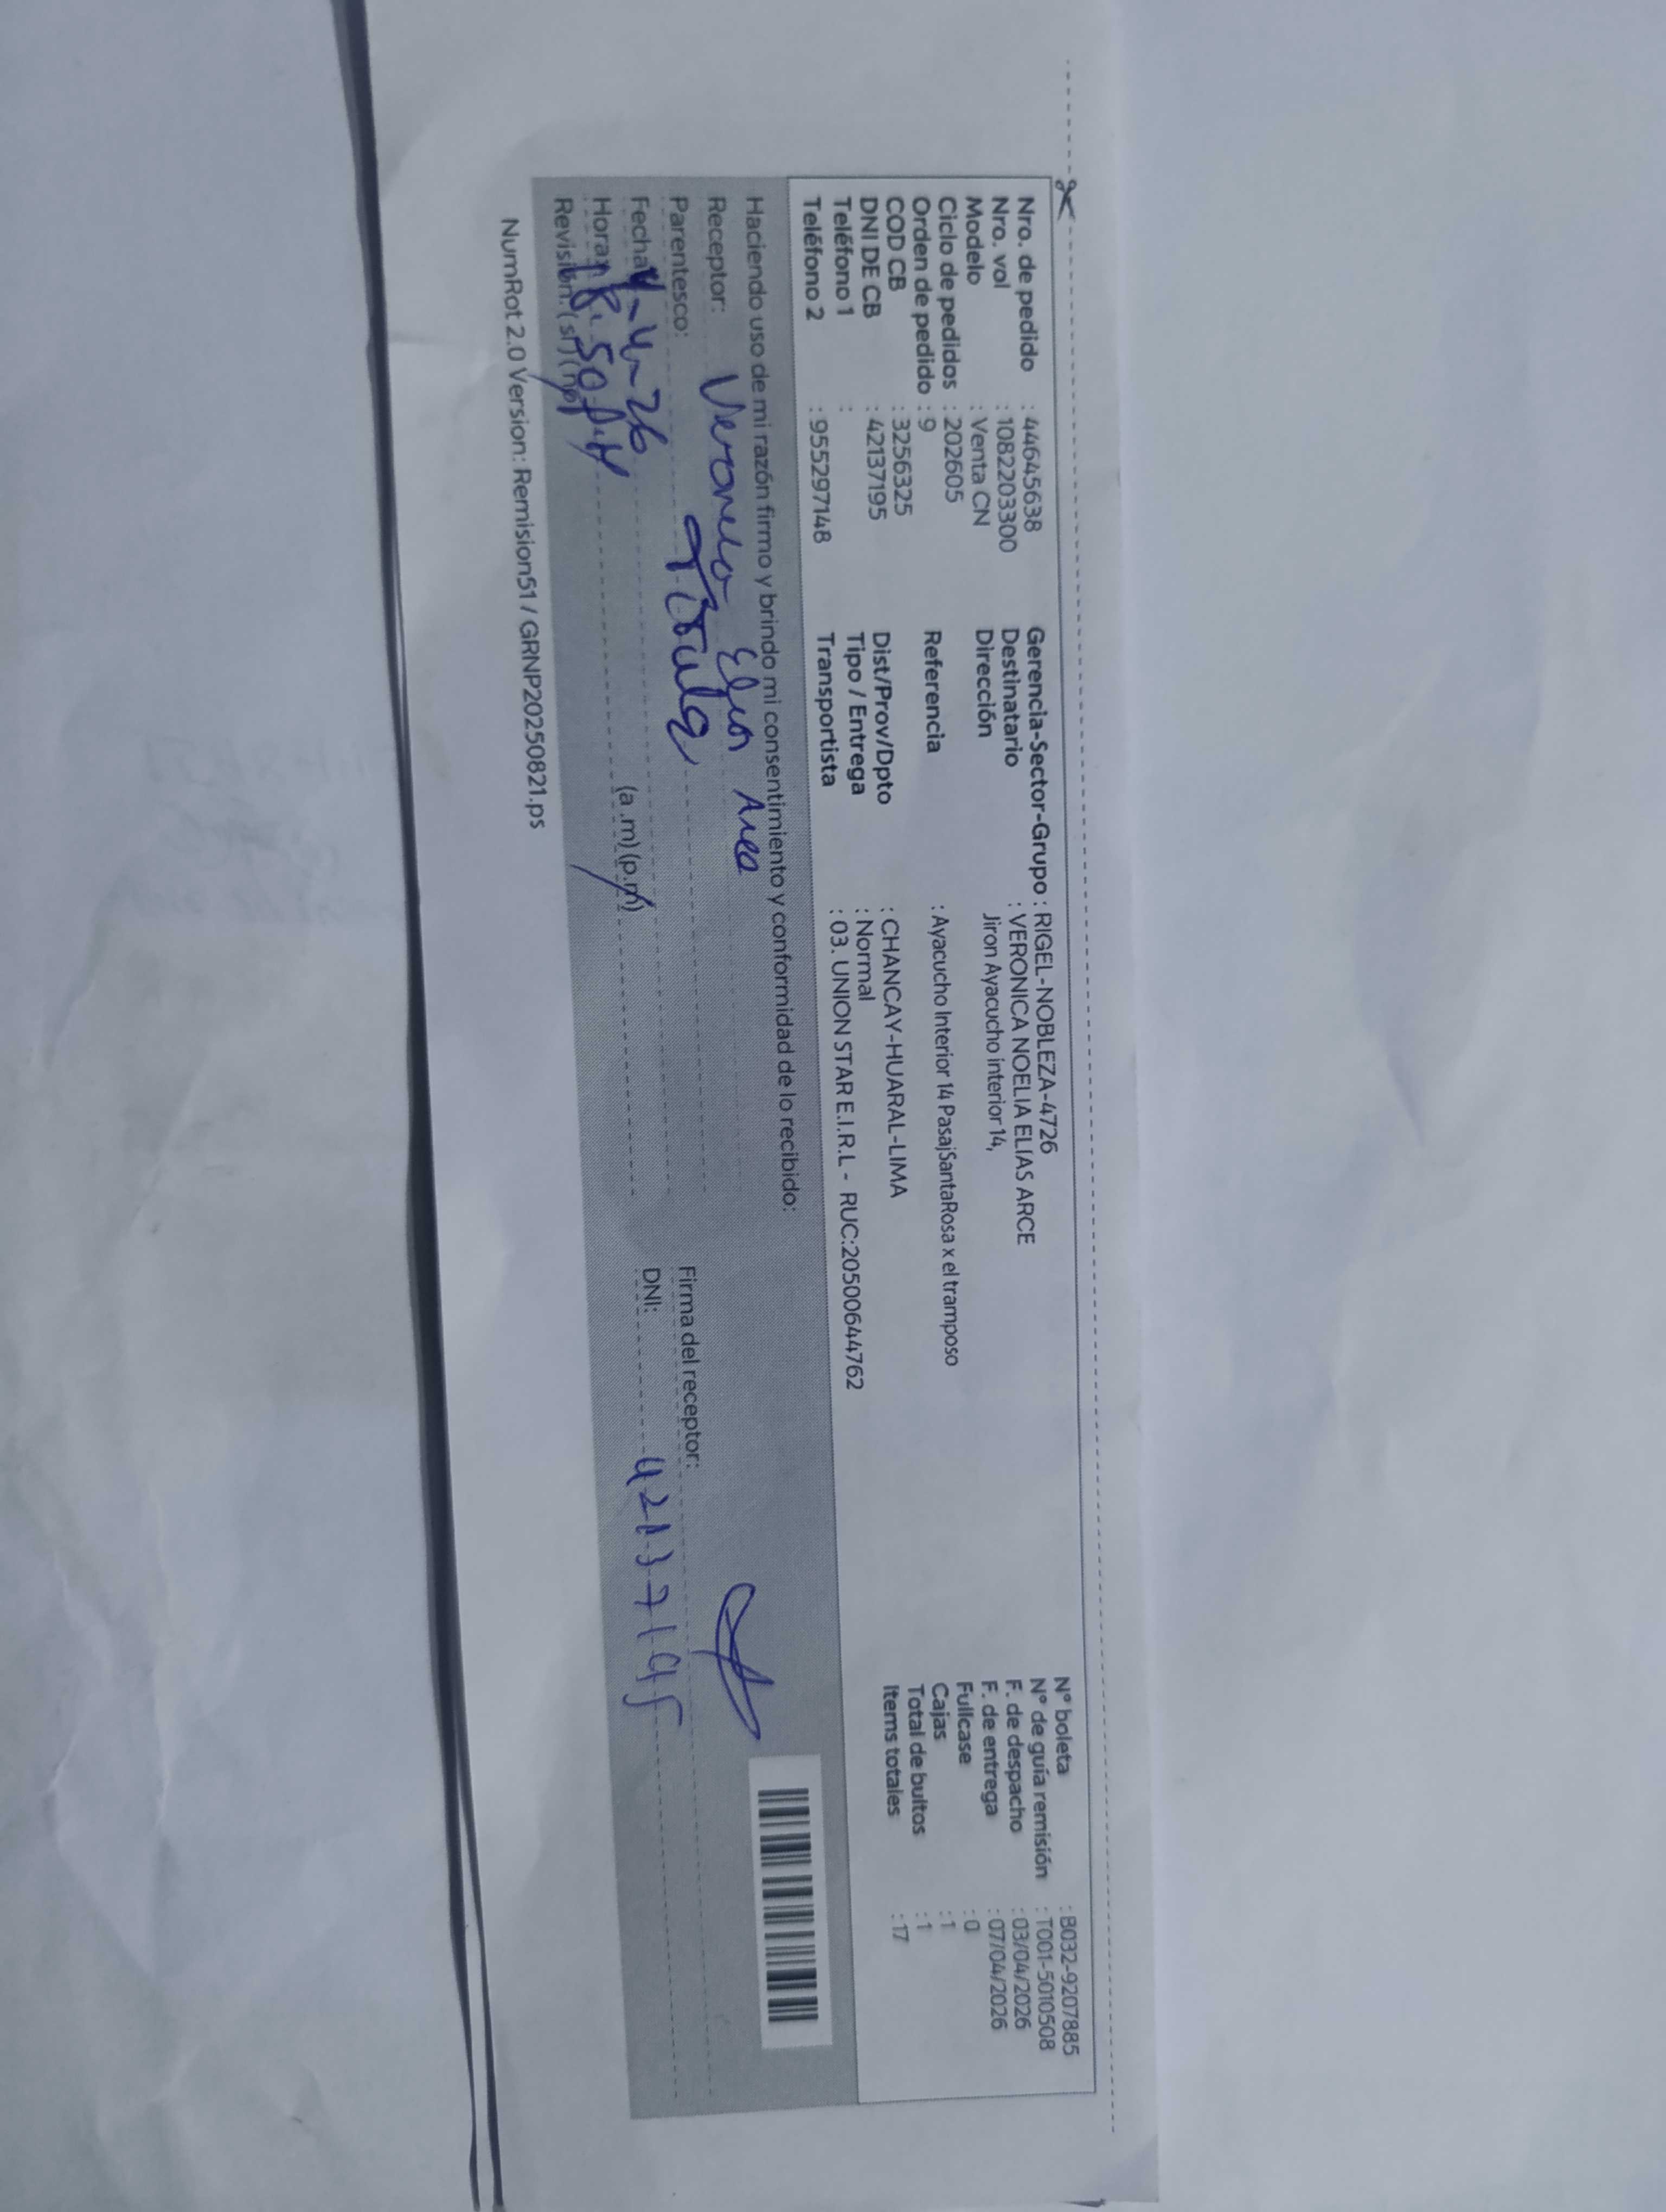 Nro. de pedido : 444645638
Nro. vol : 1082203300
Modelo : Venta CN
Ciclo de pedidos : 202605
Orden de pedido : 9
COD CB : 3256325
DNI DE CB : 42137195
Teléfono 1 :
Teléfono 2 : 955297148
Gerencia-Sector-Grupo : RIGEL-NOBLEZA-4726
Destinatario : VERONICA NOELIA ELIAS ARCE
Dirección Jiron Ayacucho interior 14,
Referencia : Ayacucho Interior 14 PasajSantaRosa x el tramposo
Dist/Prov/Dpto : CHANCAY-HUARAL-LIMA
Tipo / Entrega : Normal
Transportista : 03. UNION STAR E.I.R.L - RUC:20500644762
N° boleta : B032-9207885
N° de guía remisión : T001-5010508
F. de despacho : 03/04/2026
F. de entrega : 07/04/2026
Fullcase : 0
Cajas : 1
Total de bultos : 1
Items totales : 17
Haciendo uso de mi razón firmo y brindo mi consentimiento y conformidad de lo recibido:
Receptor: Veronica Elias Arce
Parentesco: Titular
Fecha: 4-26
Hora: 50 P.M (a.m) (p.m)
Revisión: (si) (no)
Firma del receptor:
DNI: 42137195
NumRot 2.0 Version: Remision51 / GRNP20250821.ps